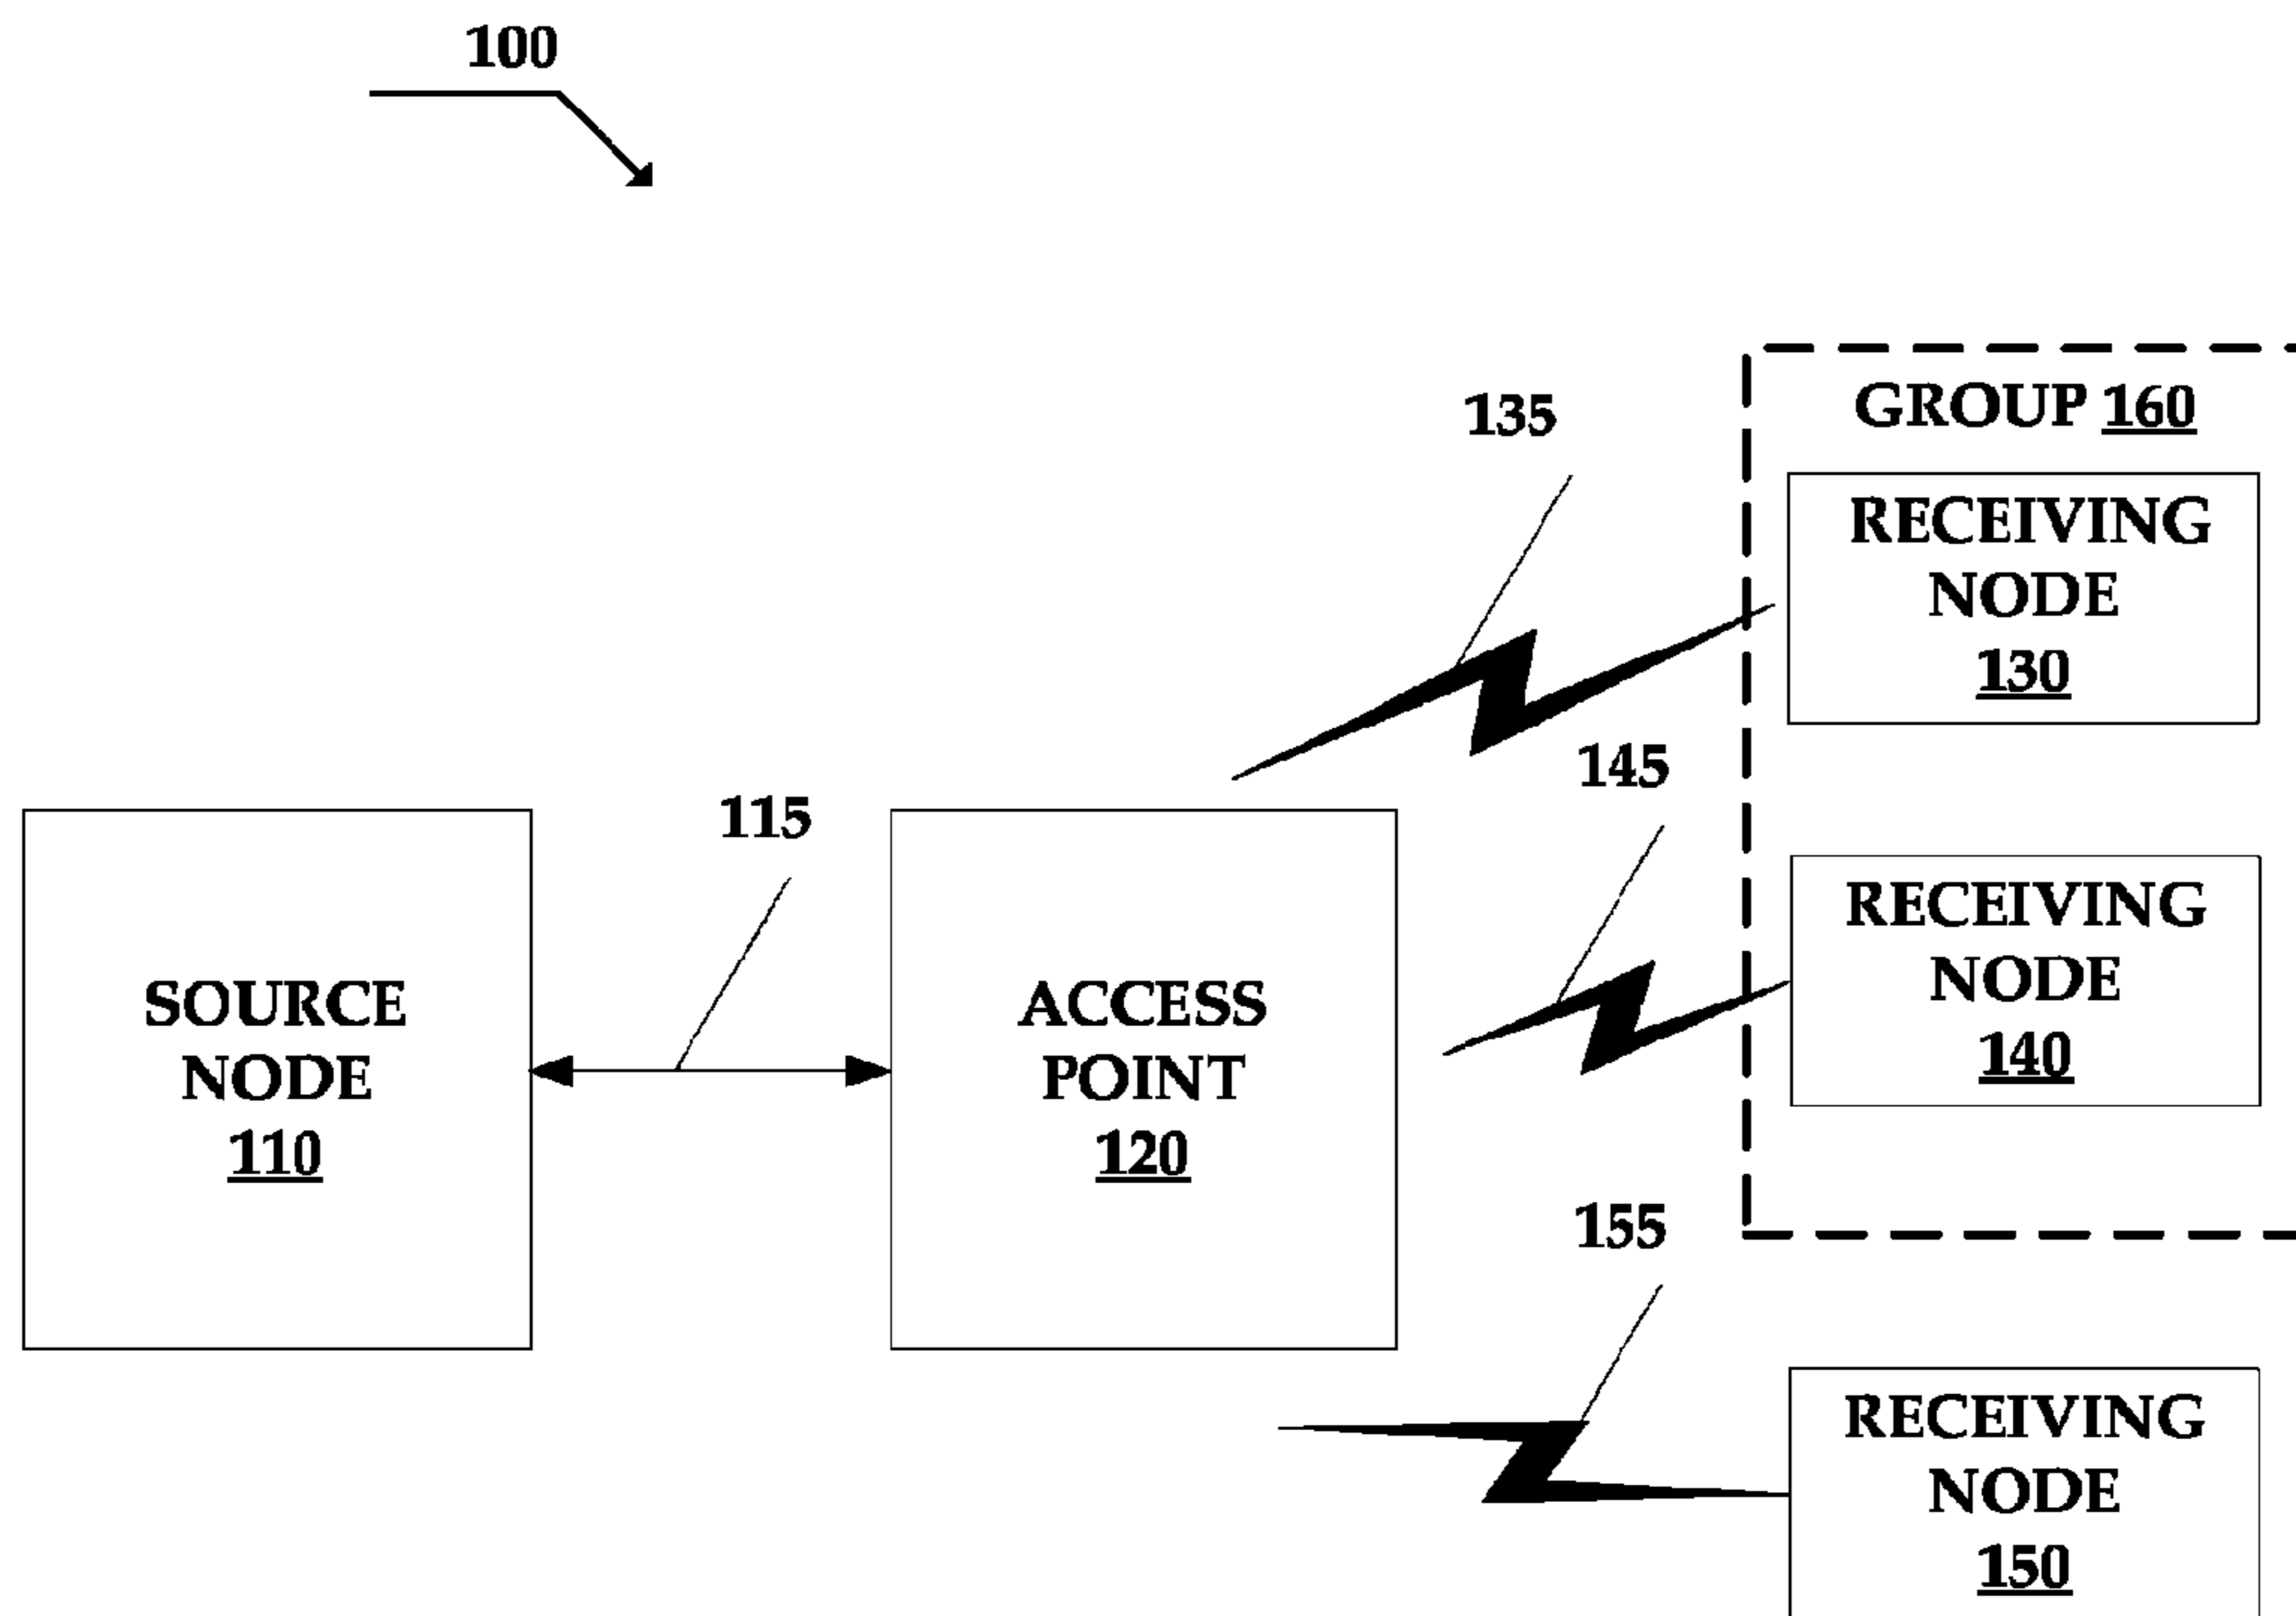 100
GROUP 160
135
RECEIVING
NODE
130
145
115
RECEIVING
NODE
140
SOURCE
NODE
110
ACCESS
POINT
120
155
RECEIVING
NODE
150